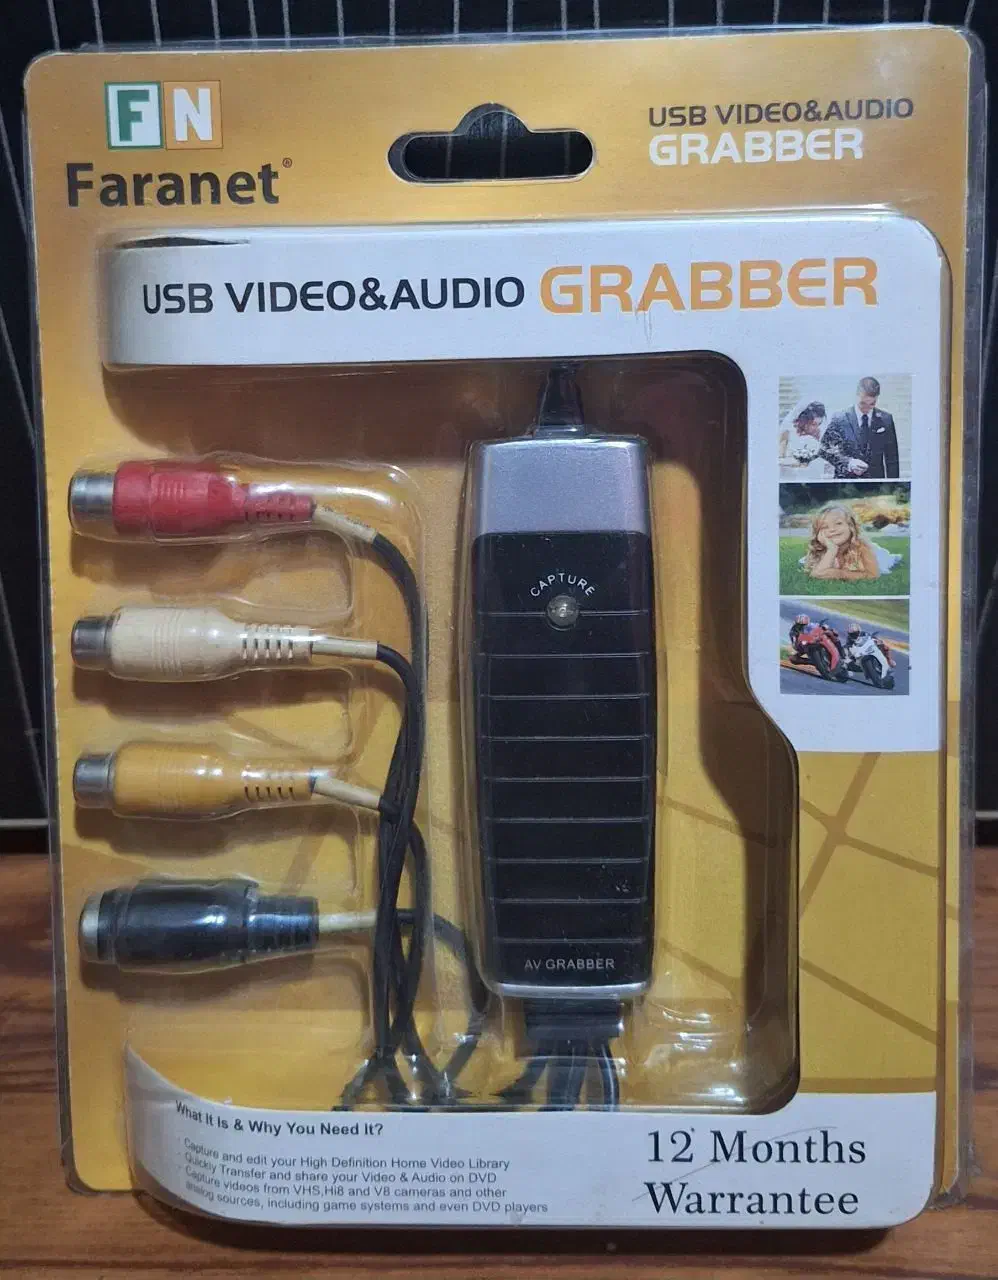 FN
Faranet®
USB VIDEO&AUDIO
GRABBER
USB VIDEO&AUDIO GRABBER
CAPTURE
AV GRABBER
What It Is & Why You Need It?
Capture and edit your High Definition Home Video Library
Quickly Transfer and share your Video & Audio on DVD
Capture videos from VHS,Hi8 and V8 cameras and other
analog sources, including game systems and even DVD players
12 Months
Warrantee